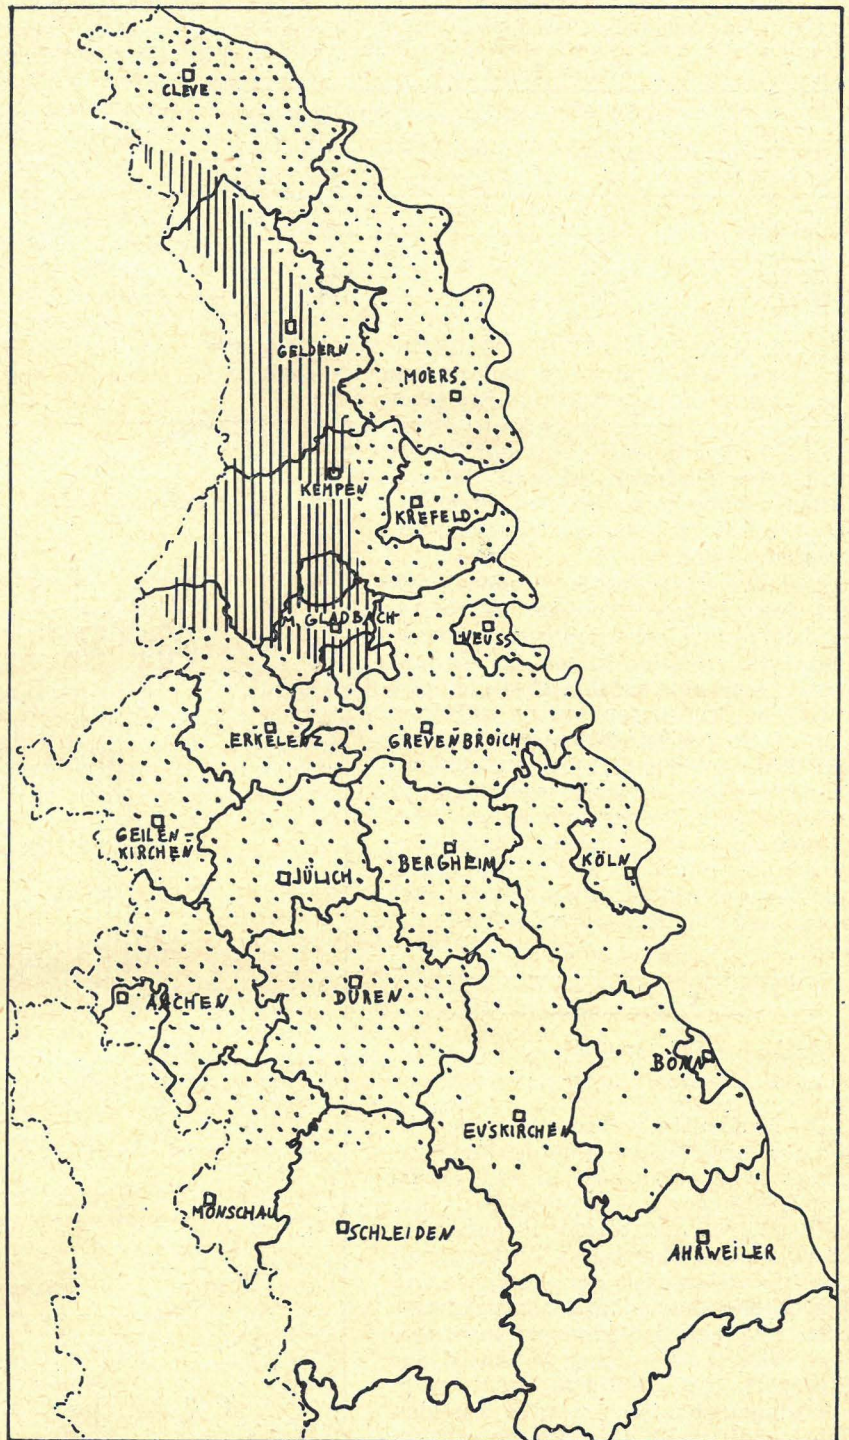 CLEVE
GELDERN
MOERS
KEMPEN
KREFELD
M. GLADBACH
NEUSS
ERKELENZ
GREVENBROICH
GEILEN-
KIRCHEN
JÜLICH
BERGHEIM
KÖLN
AACHEN
DÜREN
BONN
EUSKIRCHEN
MONSCHAU
SCHLEIDEN
AHRWEILER